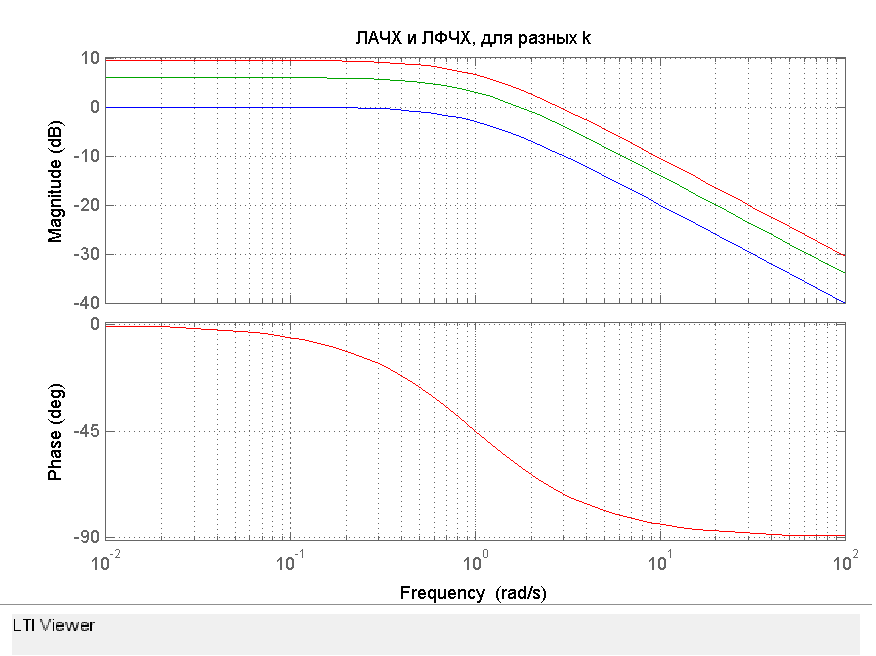 ЛАЧХ и ЛФЧХ, для разных k
Magnitude (dB)
10
0
-10
-20
-30
-40
Phase (deg)
0
-45
-90
10^-2 10^-1 10^0 10^1 10^2
Frequency (rad/s)
LTI Viewer